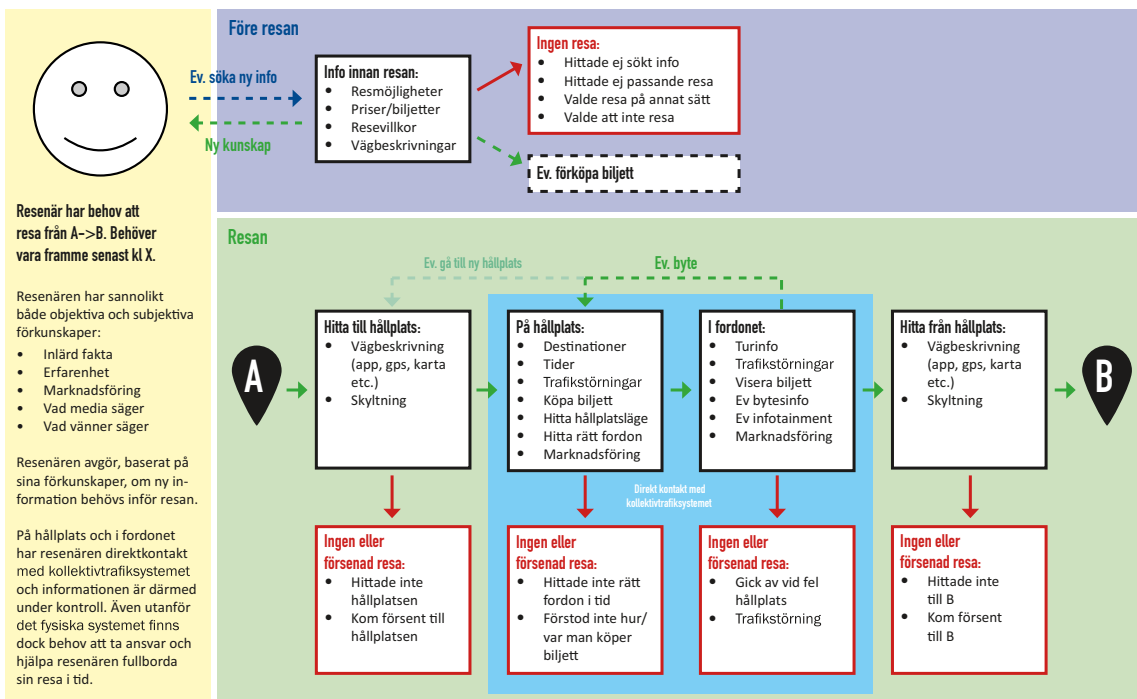 Resenär har behov att
resa från A->B. Behöver
vara framme senast kl X.
Resenären har sannolikt
både objektiva och subjektiva
förkunskaper:
• Inlärd fakta
• Erfarenhet
• Marknadsföring
• Vad media säger
• Vad vänner säger
Resenären avgör, baserat på
sina förkunskaper, om ny in-
formation behövs inför resan.
På hållplats och i fordonet
har resenären direktkontakt
med kollektivtrafiksystemet
och informationen är därmed
under kontroll. Även utanför
det fysiska systemet finns
dock behov att ta ansvar och
hjälpa resenären fullborda
sin resa i tid.
Före resan
Ev. söka ny info
Ny kunskap
Info innan resan:
• Resmöjligheter
• Priser/biljetter
• Resevillkor
• Vägbeskrivningar
Ingen resa:
• Hittade ej sökt info
• Hittade ej passande resa
• Valde resa på annat sätt
• Valde att inte resa
Ev. förköpa biljett
Resan
Ev. gå till ny hållplats
Ev. byte
A
Hitta till hållplats:
• Vägbeskrivning
(app, gps, karta
etc.)
• Skyltning
På hållplats:
• Destinationer
• Tider
• Trafikstörningar
• Köpa biljett
• Hitta hållplatsläge
• Hitta rätt fordon
• Marknadsföring
I fordonet:
• Turinfo
• Trafikstörningar
• Visera biljett
• Ev bytesinfo
• Ev infotainment
• Marknadsföring
Hitta från hållplats:
• Vägbeskrivning
(app, gps, karta
etc.)
• Skyltning
B
Direkt kontakt med
kollektivtrafiksystemet
Ingen eller
försenad resa:
• Hittade inte
hållplatsen
• Kom försent till
hållplatsen
Ingen eller
försenad resa:
• Hittade inte rätt
fordon i tid
• Förstod inte hur/
var man köper
biljett
Ingen eller
försenad resa:
• Gick av vid fel
hållplats
• Trafikstörning
Ingen eller
försenad resa:
• Hittade inte
till B
• Kom försent
till B